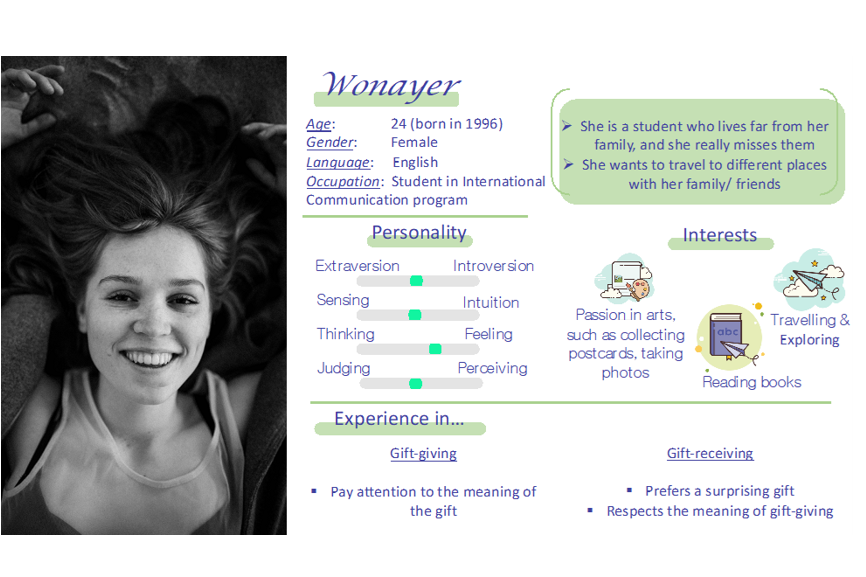 Wonayer
Age: 24 (born in 1996)
Gender: Female
Language: English
Occupation: Student in International
Communication program
➢ She is a student who lives far from her
family, and she really misses them
➢ She wants to travel to different places
with her family/ friends
Personality
Extraversion Introversion
Sensing Intuition
Thinking Feeling
Judging Perceiving
Interests
Passion in arts,
such as collecting
postcards, taking
photos
abc
Reading books
Travelling &
Exploring
Experience in...
Gift-giving
▪ Pay attention to the meaning of
the gift
Gift-receiving
▪ Prefers a surprising gift
▪ Respects the meaning of gift-giving